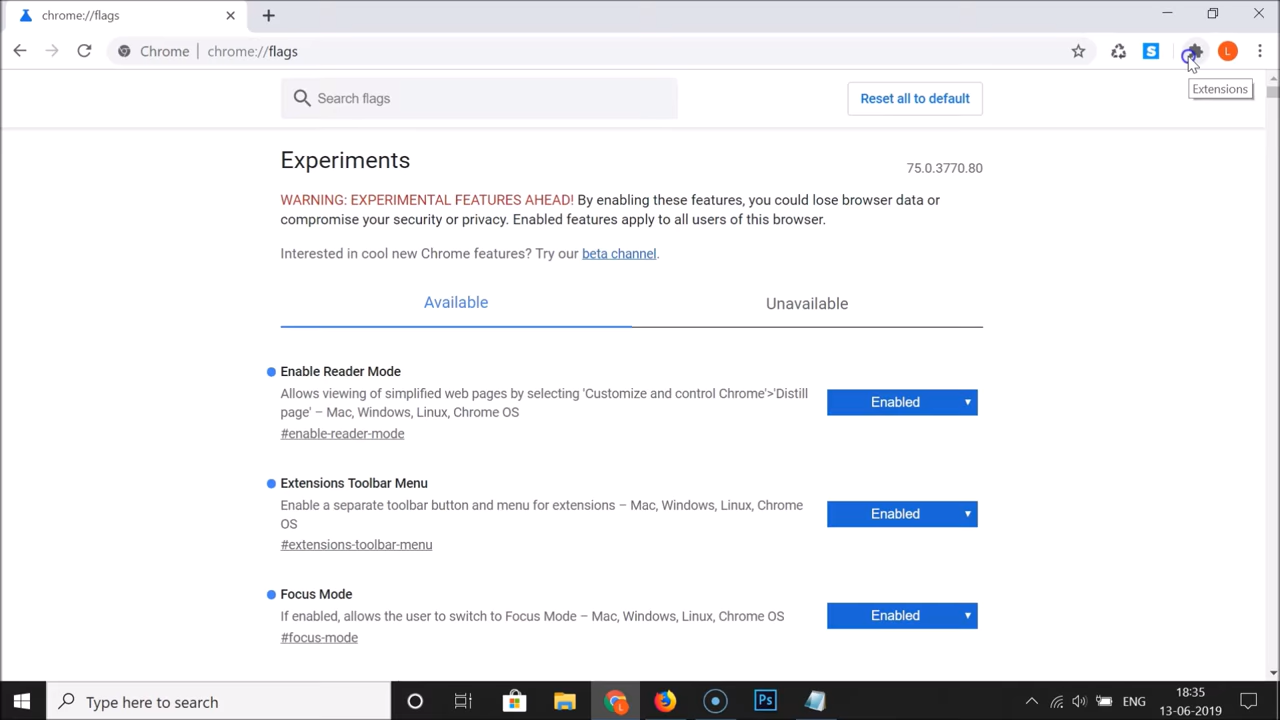 chrome://flags
Chrome | chrome://flags
S
L
Extensions
Search flags
Reset all to default
Experiments
75.0.3770.80
WARNING: EXPERIMENTAL FEATURES AHEAD! By enabling these features, you could lose browser data or
compromise your security or privacy. Enabled features apply to all users of this browser.
Interested in cool new Chrome features? Try our beta channel.
Available
Unavailable
Enable Reader Mode
Allows viewing of simplified web pages by selecting 'Customize and control Chrome'>'Distill
page' – Mac, Windows, Linux, Chrome OS
#enable-reader-mode
Enabled
Extensions Toolbar Menu
Enable a separate toolbar button and menu for extensions – Mac, Windows, Linux, Chrome
OS
#extensions-toolbar-menu
Enabled
Focus Mode
If enabled, allows the user to switch to Focus Mode – Mac, Windows, Linux, Chrome OS
#focus-mode
Enabled
Type here to search
L
Ps
ENG
18:35
13-06-2019